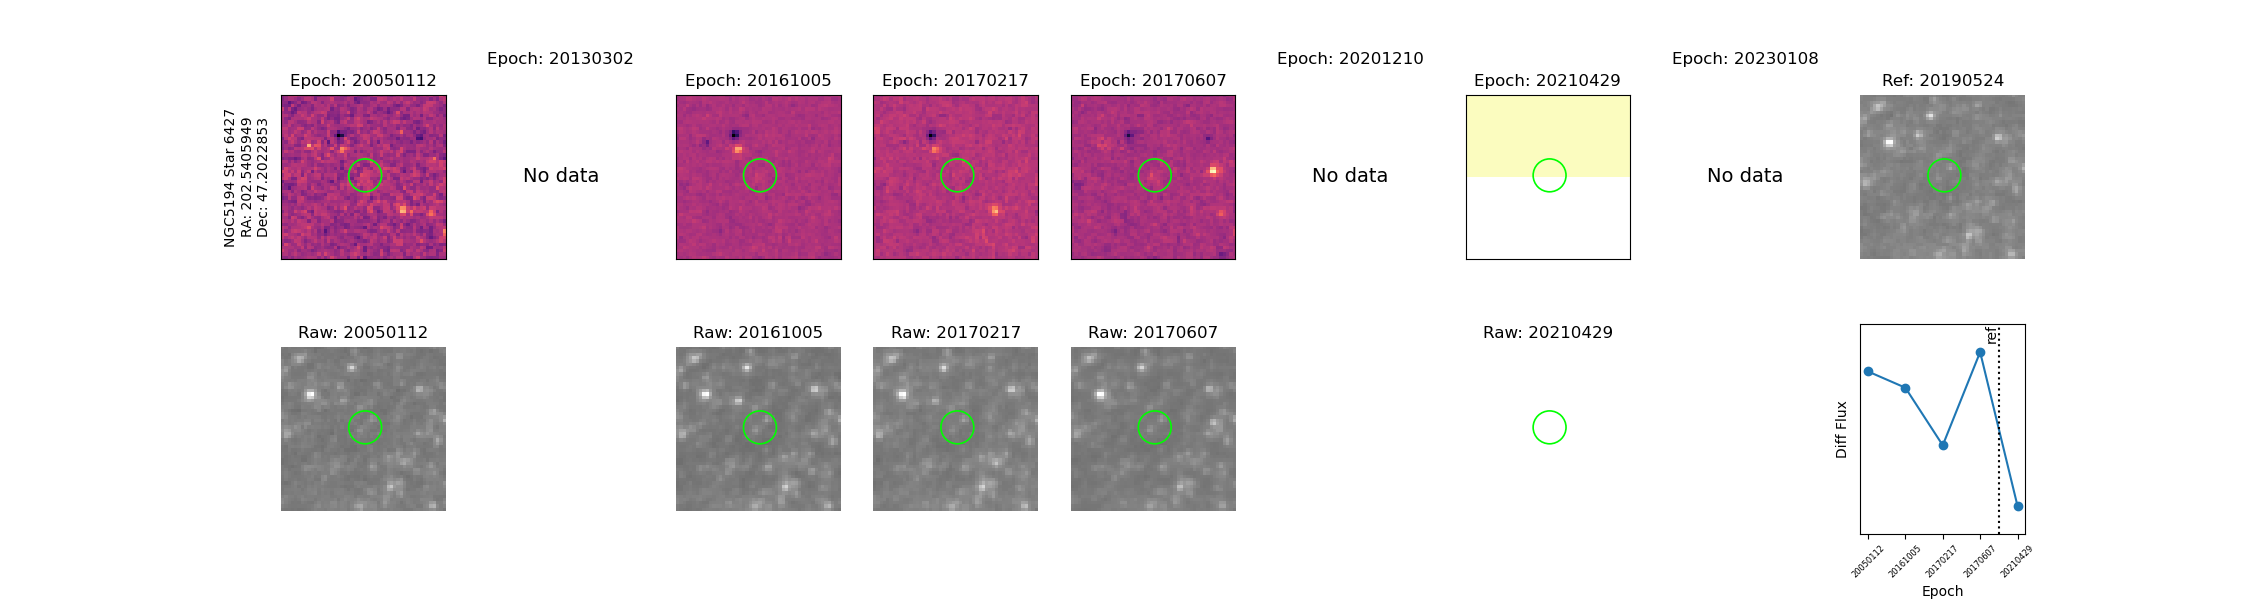 Epoch: 20130302
Epoch: 20201210
Epoch: 20230108
Epoch: 20050112
Epoch: 20161005
Epoch: 20170217
Epoch: 20170607
Epoch: 20210429
Ref: 20190524
NGC5194 Star 6427
RA: 202.5405949
Dec: 47.2022853
No data
No data
No data
Raw: 20050112
Raw: 20161005
Raw: 20170217
Raw: 20170607
Raw: 20210429
ref
Diff Flux
20050112
20161005
20170217
20170607
20210429
Epoch